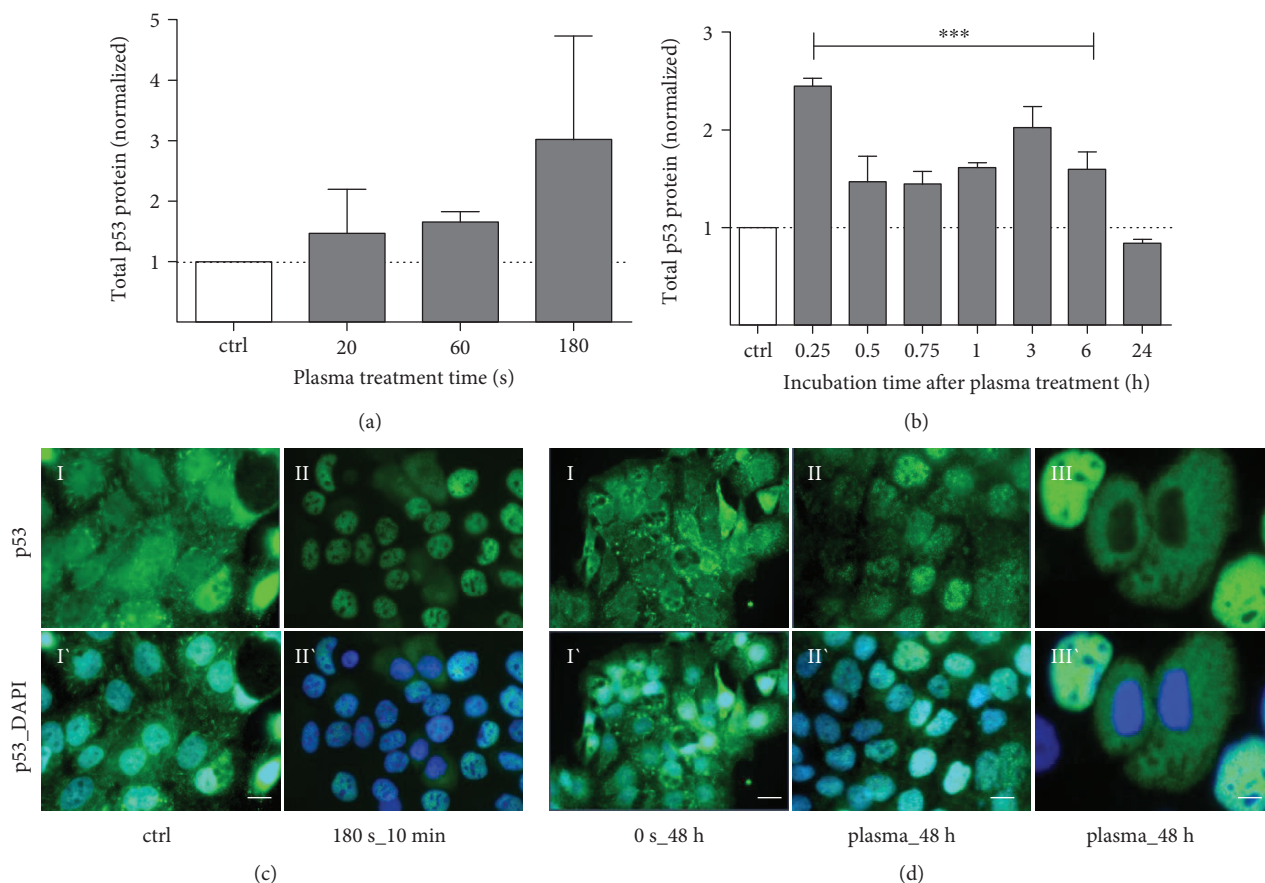 5
4
3
2
1
Total p53 protein (normalized)
ctrl
20
60
180
Plasma treatment time (s)
(a)
3
2
1
Total p53 protein (normalized)
***
ctrl
0.25
0.5
0.75
1
3
6
24
Incubation time after plasma treatment (h)
(b)
p53
I
II
I
II
III
p53_DAPI
I`
II`
I`
II`
III`
ctrl
180 s_10 min
0 s_48 h
plasma_48 h
plasma_48 h
(c)
(d)